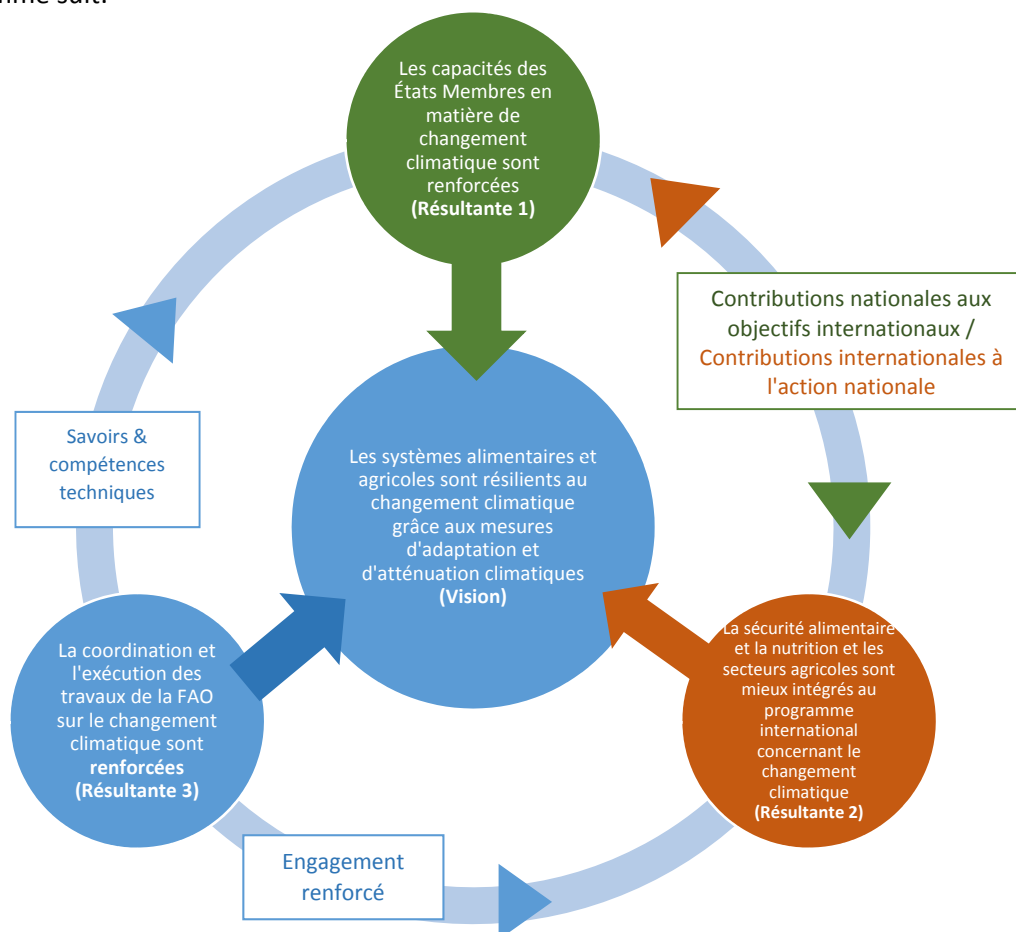 mme suit.
Les capacités des
États Membres en
matière de
changement
climatique sont
renforcées
(Résultante 1)
Contributions nationales aux
objectifs internationaux /
Contributions internationales à
l'action nationale
Savoirs &
compétences
techniques
Les systèmes alimentaires et
agricoles sont résilients au
changement climatique
grâce aux mesures
d'adaptation et
d'atténuation climatiques
(Vision)
La coordination et
l'exécution des
travaux de la FAO
sur le changement
climatique sont
renforcées
(Résultante 3)
La sécurité alimentaire
et la nutrition et les
secteurs agricoles sont
mieux intégrés au
programme
international
concernant le
changement
climatique
(Résultante 2)
Engagement
renforcé